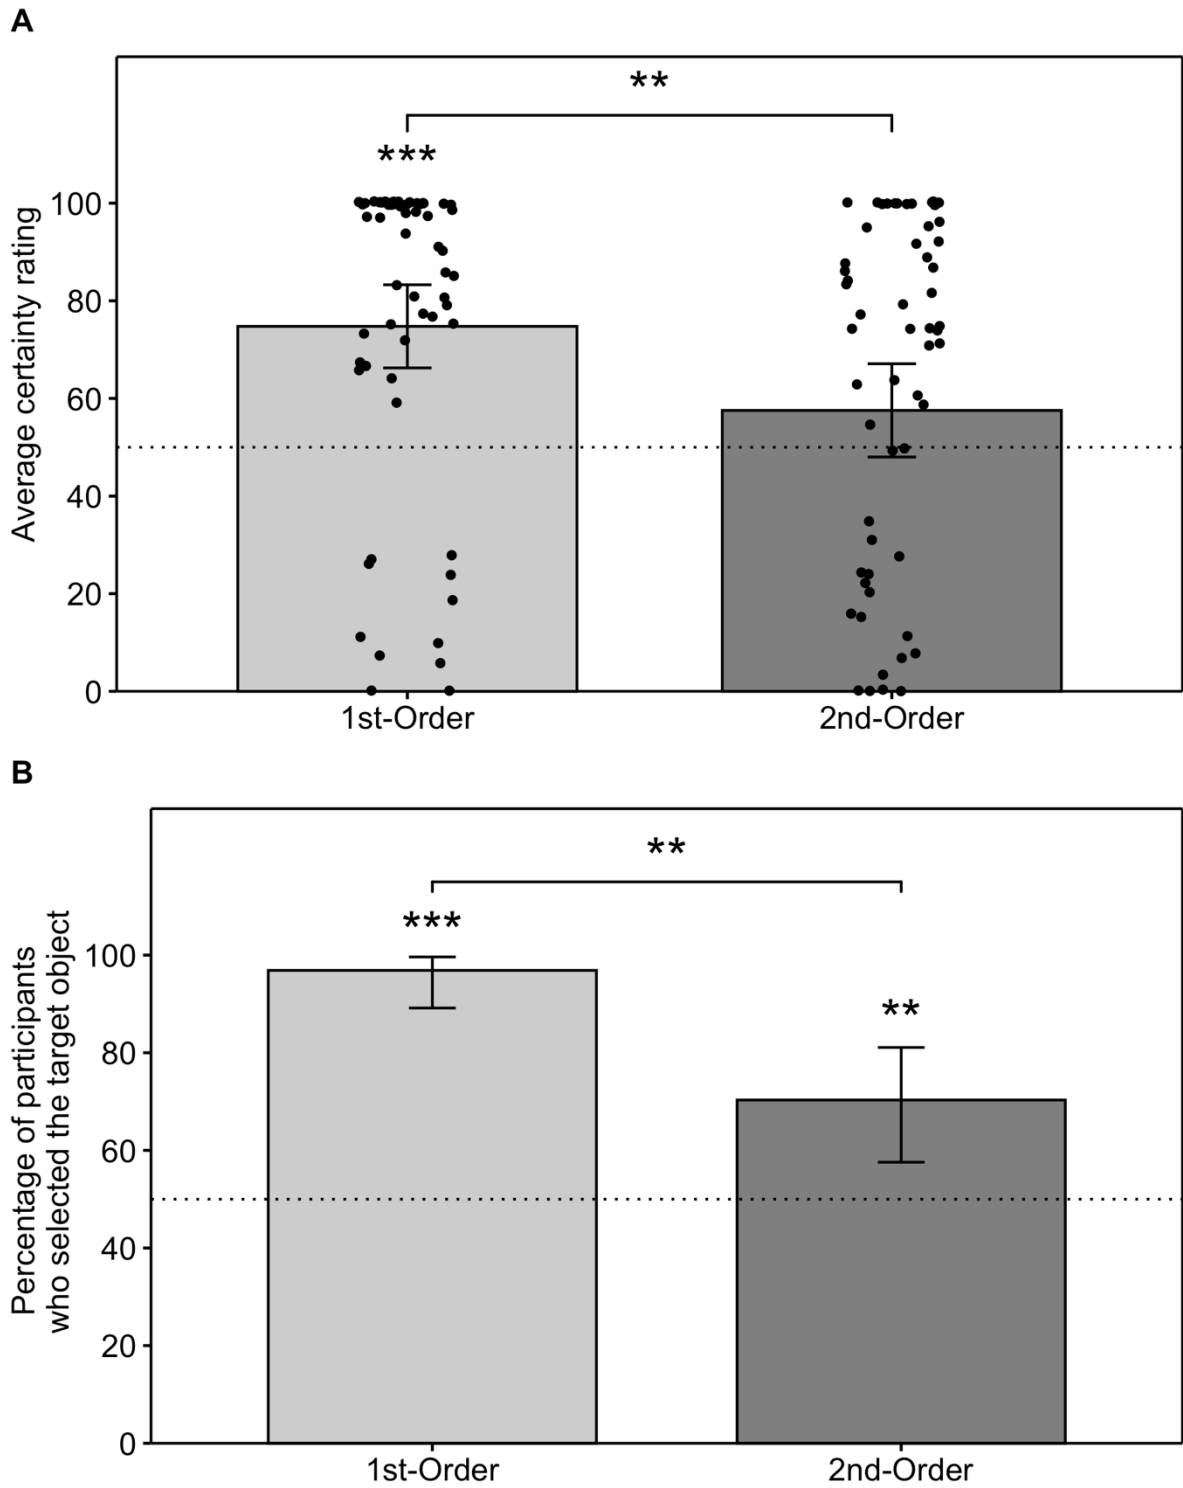 A
**
***
Average certainty rating
100
80
60
40
20
0
1st-Order
2nd-Order
B
**
***
**
Percentage of participants
who selected the target object
100
80
60
40
20
0
1st-Order
2nd-Order